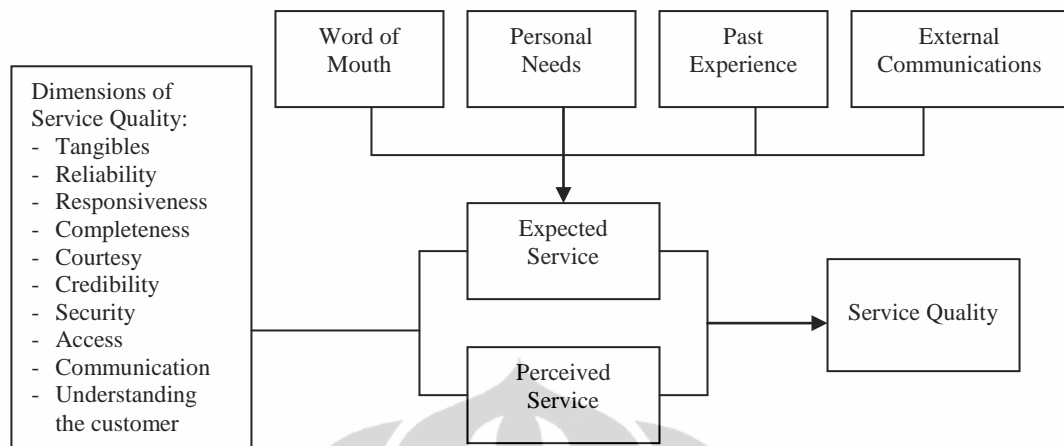 Word of
Mouth
Personal
Needs
Past
Experience
External
Communications
Dimensions of
Service Quality:
- Tangibles
- Reliability
- Responsiveness
- Completeness
- Courtesy
- Credibility
- Security
- Access
- Communication
- Understanding
the customer
Expected
Service
Perceived
Service
Service Quality